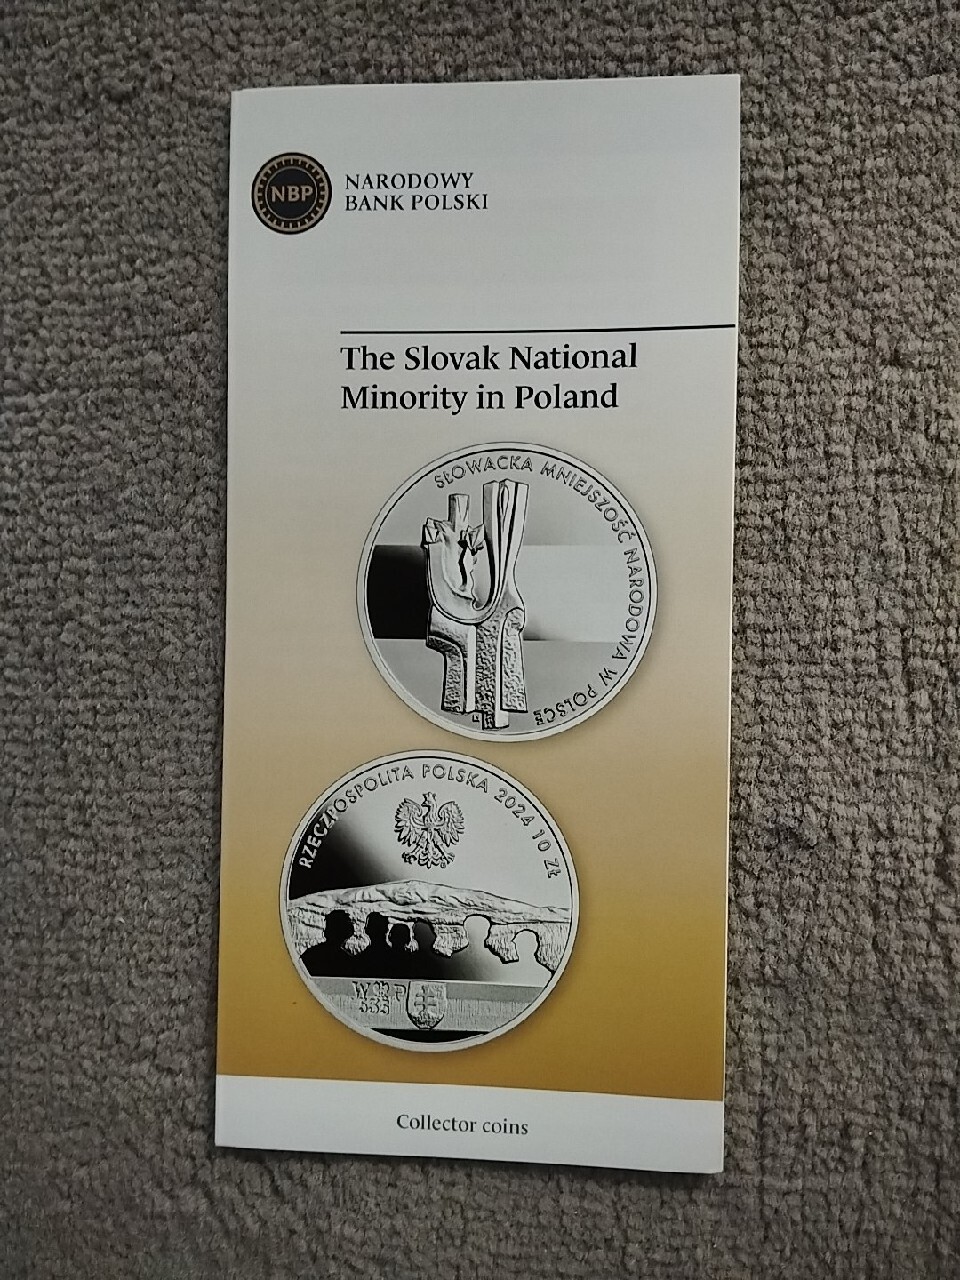 NBP
NARODOWY
BANK POLSKI
The Slovak National
Minority in Poland
SŁOWACKA MNIEJSZOŚĆ NARODOWA W POLSCE
RZECZPOSPOLITA POLSKA 2024 10 ZŁ
Collector coins